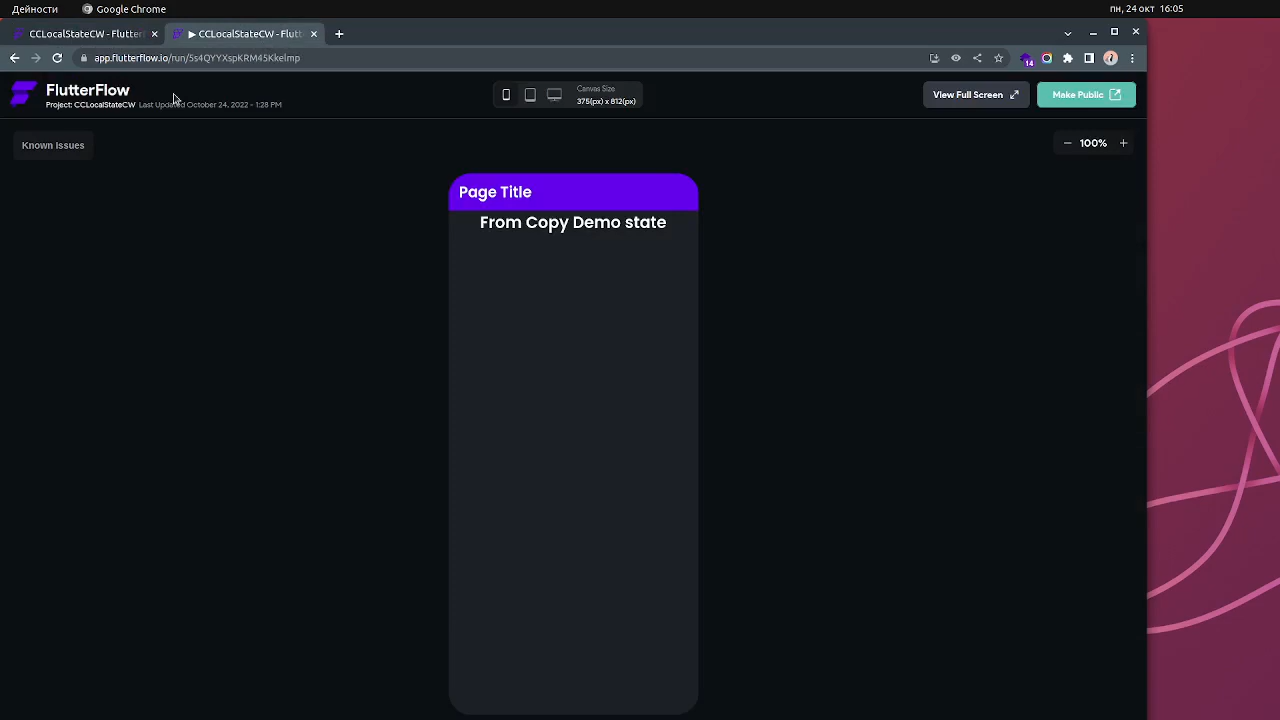 Дейности
Google Chrome
пн, 24 окт 16:05
CCLocalStateCW - Flutter
CCLocalStateCW - Flutt
app.flutterflow.io/run/5s4QYYXspKRM4SKkelmp
14
FlutterFlow
Project: CCLocalStateCW Last Updated October 24, 2022 - 1:28 PM
Canvas Size
375(px) x 812(px)
View Full Screen
Make Public
Known Issues
100%
Page Title
From Copy Demo state